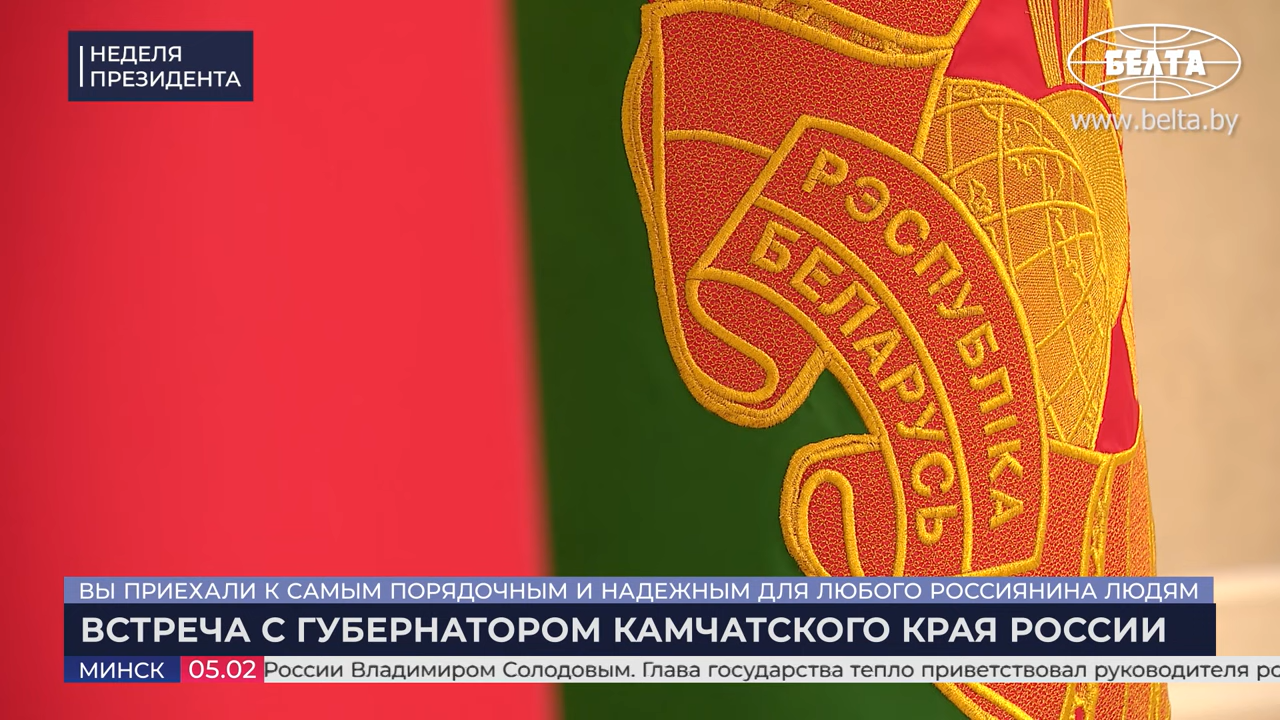 НЕДЕЛЯ
ПРЕЗИДЕНТА
БЕЛТА
www.belta.by
РЭСПУБЛІКА
БЕЛАРУСЬ
ВЫ ПРИЕХАЛИ К САМЫМ ПОРЯДОЧНЫМ И НАДЕЖНЫМ ДЛЯ ЛЮБОГО РОССИЯНИНА ЛЮДЯМ
ВСТРЕЧА С ГУБЕРНАТОРОМ КАМЧАТСКОГО КРАЯ РОССИИ
МИНСК 05.02 России Владимиром Солодовым. Глава государства тепло приветствовал руководителя